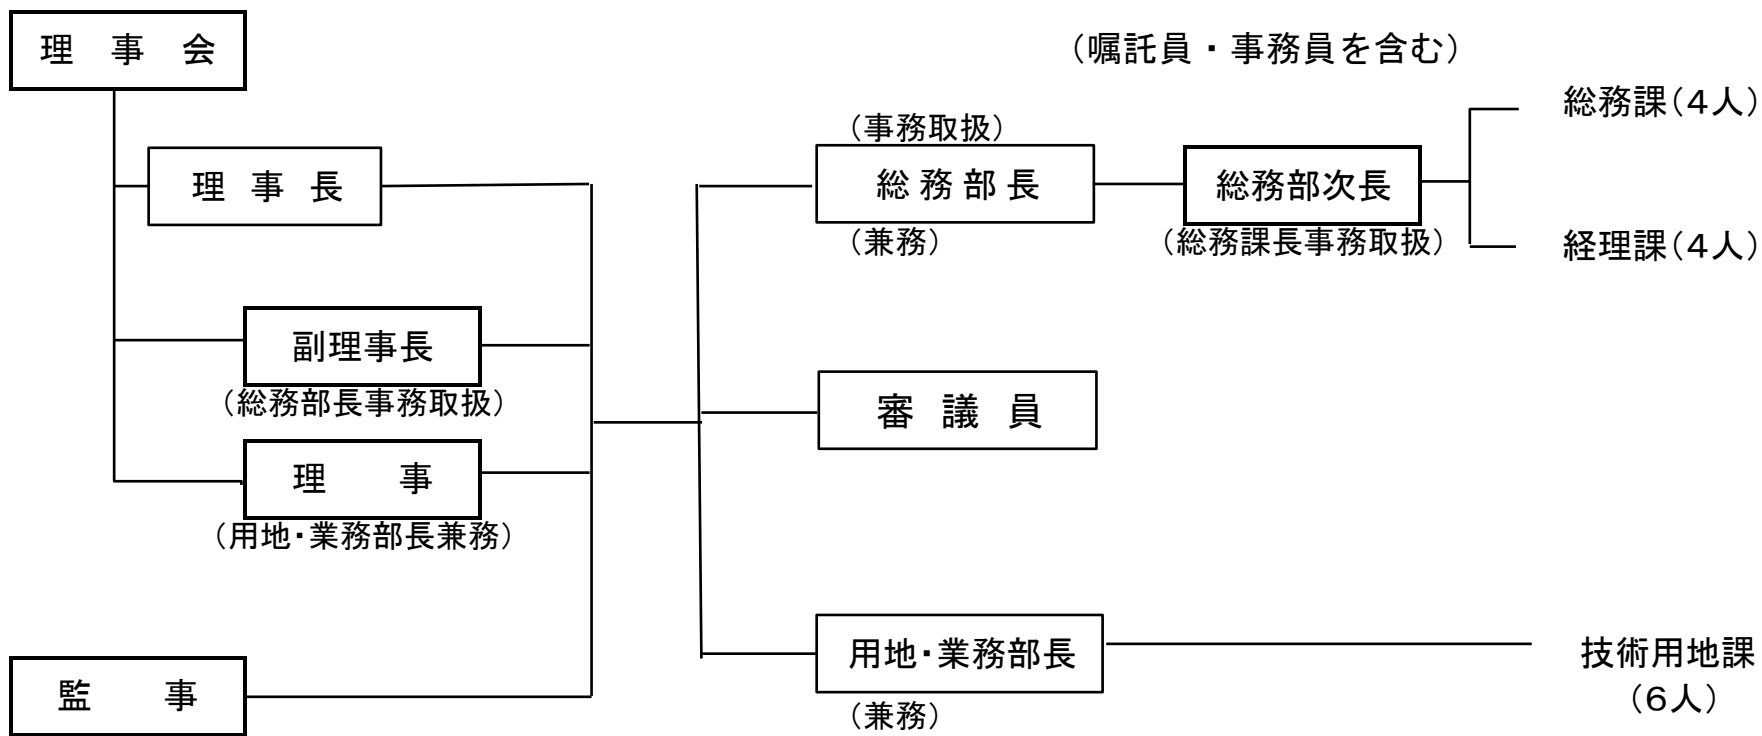 理事会
(嘱託員・事務員を含む)
総務課(4人)
(事務取扱)
理事長
総務部長
総務部次長
(兼務)
(総務課長事務取扱)
経理課(4人)
副理事長
(総務部長事務取扱)
審議員
理事
(用地・業務部長兼務)
用地・業務部長
技術用地課
(6人)
監事
(兼務)